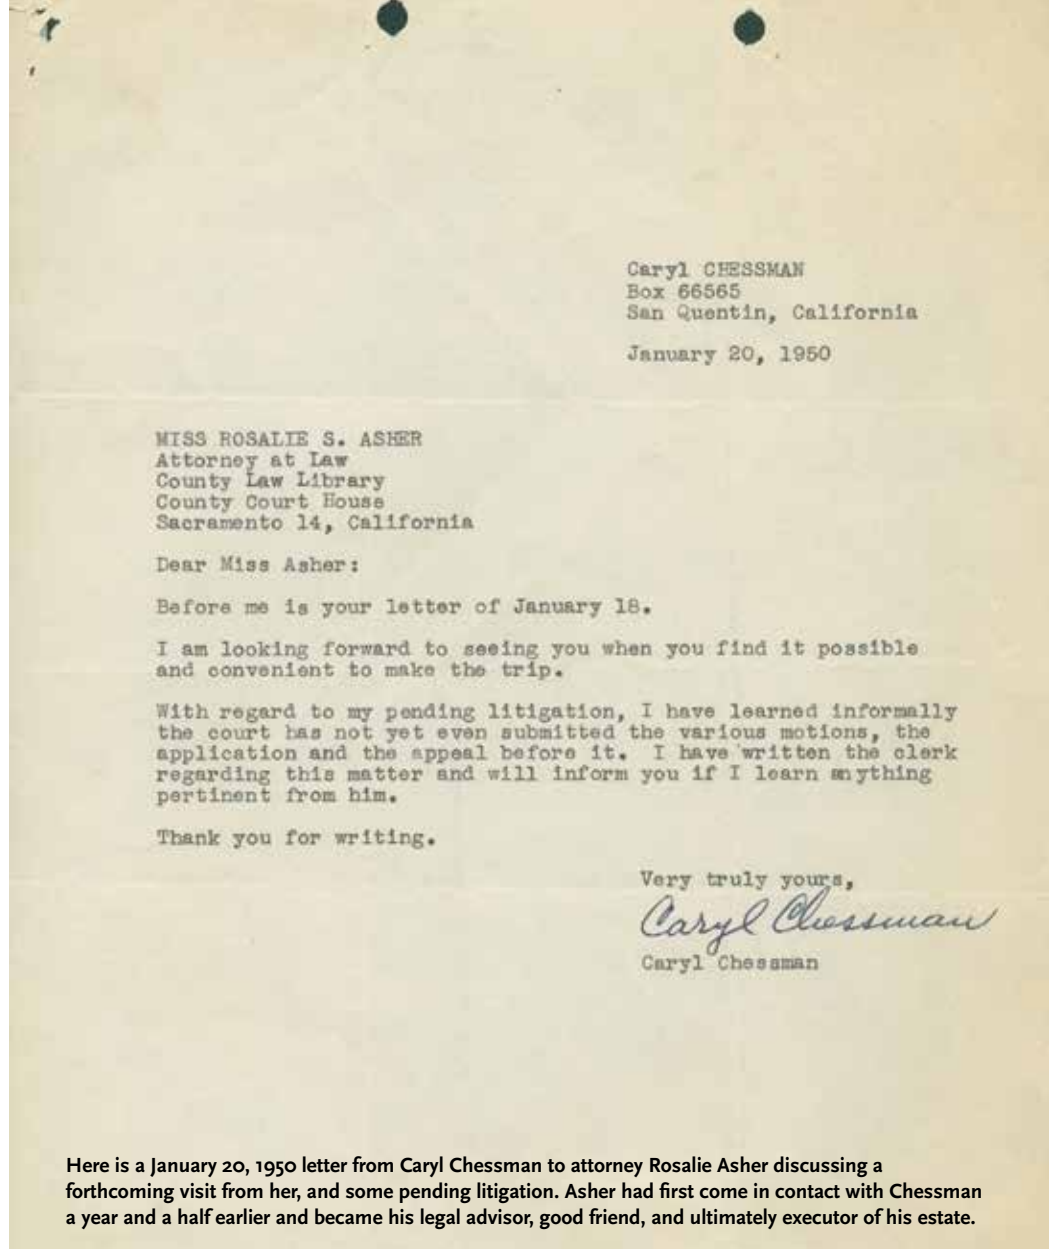 Caryl CHESSMAN
Box 66565
San Quentin, California
January 20, 1950
MISS ROSALIE S. ASHER
Attorney at Law
County Law Library
County Court House
Sacramento 14, California
Dear Miss Asher:
Before me is your letter of January 18.
I am looking forward to seeing you when you find it possible
and convenient to make the trip.
With regard to my pending litigation, I have learned informally
the court has not yet even submitted the various motions, the
application and the appeal before it. I have written the clerk
regarding this matter and will inform you if I learn anything
pertinent from him.
Thank you for writing.
Very truly yours,
Caryl Chessman
Caryl Chessman
Here is a January 20, 1950 letter from Caryl Chessman to attorney Rosalie Asher discussing a
forthcoming visit from her, and some pending litigation. Asher had first come in contact with Chessman
a year and a half earlier and became his legal advisor, good friend, and ultimately executor of his estate.